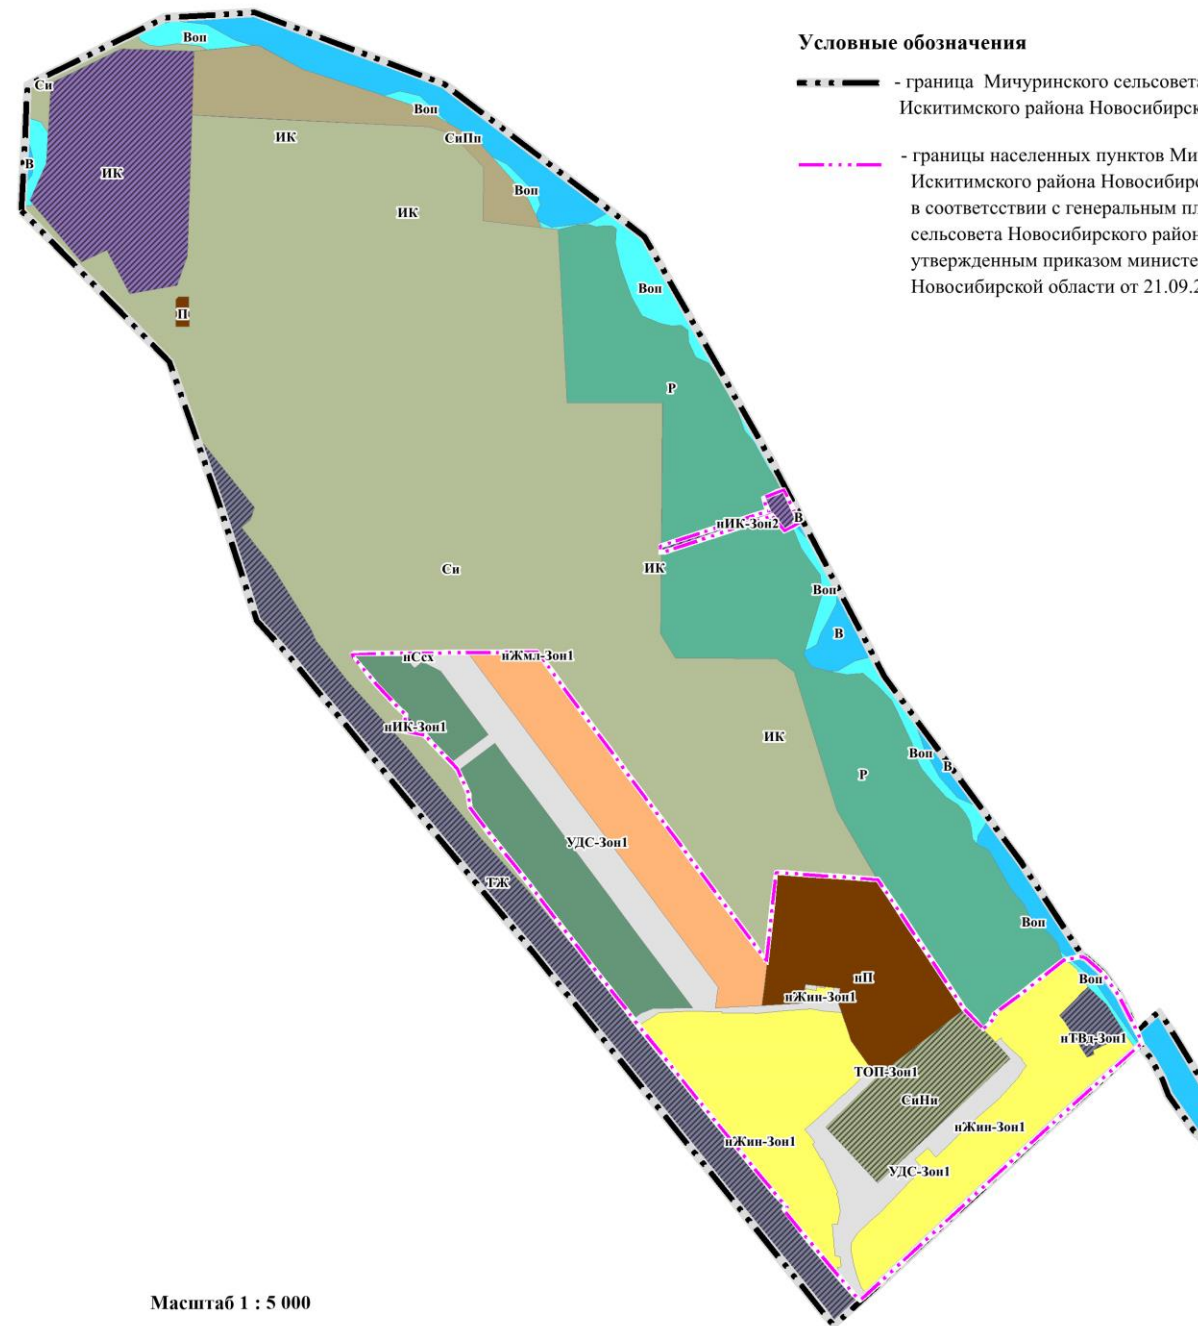 Условные обозначения
- граница Мичуринского сельсовета
Искитимского района Новосибирск
- границы населенных пунктов Ми
Искитимского района Новосибирс
в соответсствии с генеральным пл
сельсовета Новосибирского район
утвержденным приказом министе
Новосибирской области от 21.09.2
Воп
Си
Воп
ИК
СиПп
В
ИК
Воп
ИК
Воп
П
Р
нИК-Зон2
В
Си
ИК
Воп
В
нСсх
нЖмл-Зон1
нИК-Зон1
ИК
Воп
В
Р
УДС-Зон1
ТЖ
Воп
нП
Воп
нЖин-Зон1
нТВд-Зон1
ТОП-Зон1
СиНи
нЖин-Зон1
нЖин-Зон1
УДС-Зон1
Масштаб 1 : 5 000